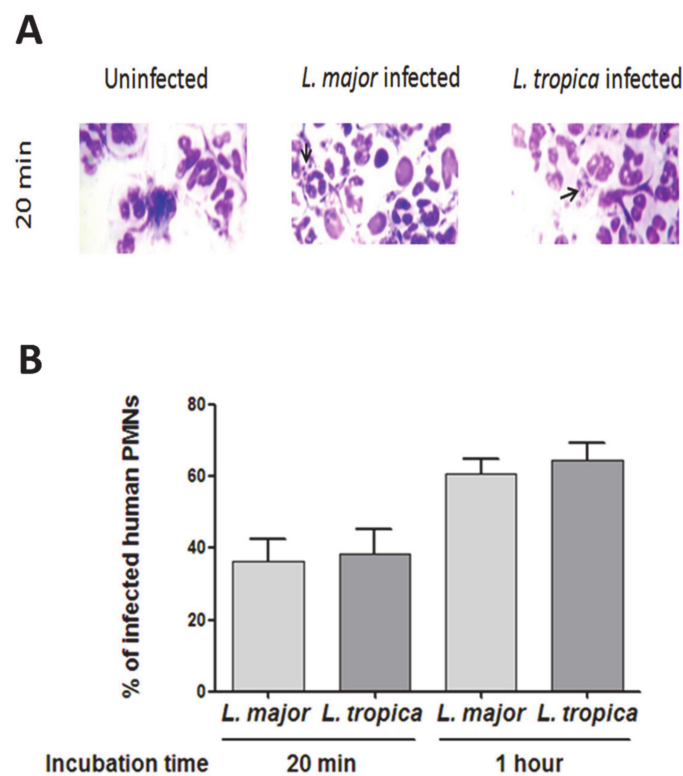 A
Uninfected
L. major infected
L. tropica infected
20 min
B
% of infected human PMNs
80
60
40
20
0
L. major L. tropica L. major L. tropica
Incubation time 20 min 1 hour